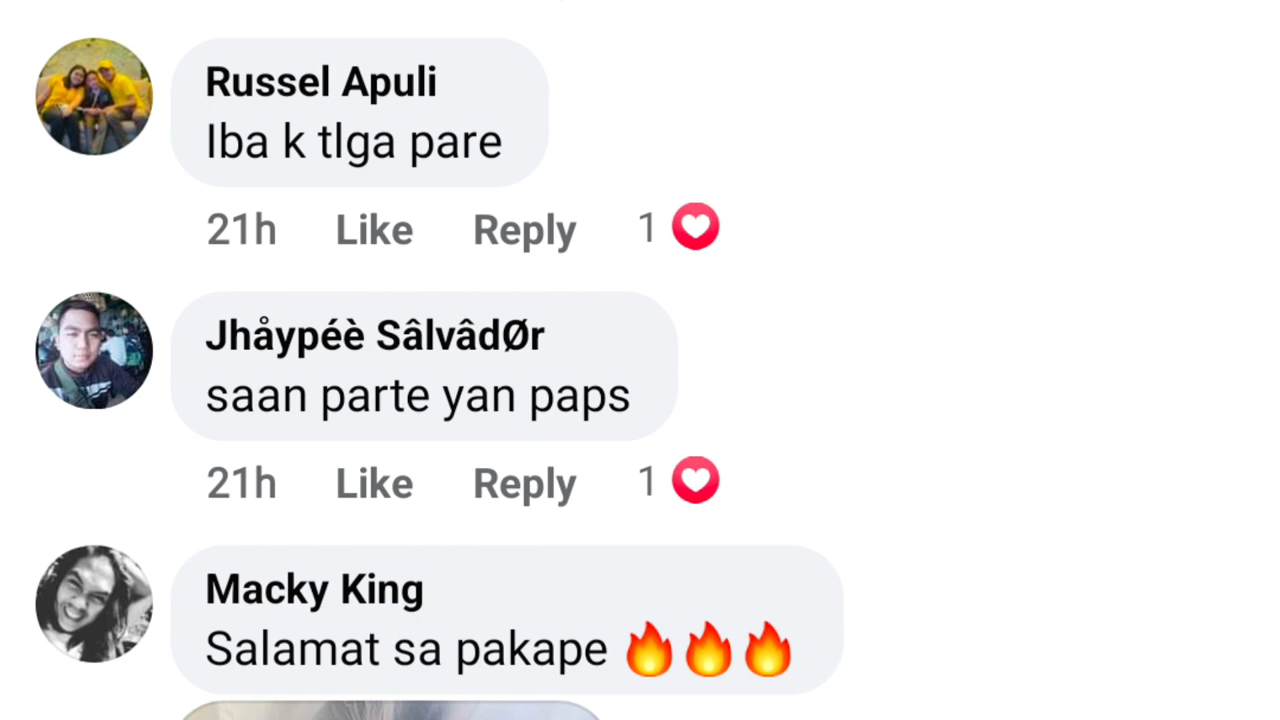 Russel Apuli
Iba k tlga pare
21h Like Reply 1
Jhåypéè SâlvâdØr
saan parte yan paps
21h Like Reply 1
Macky King
Salamat sa pakape 🔥🔥🔥